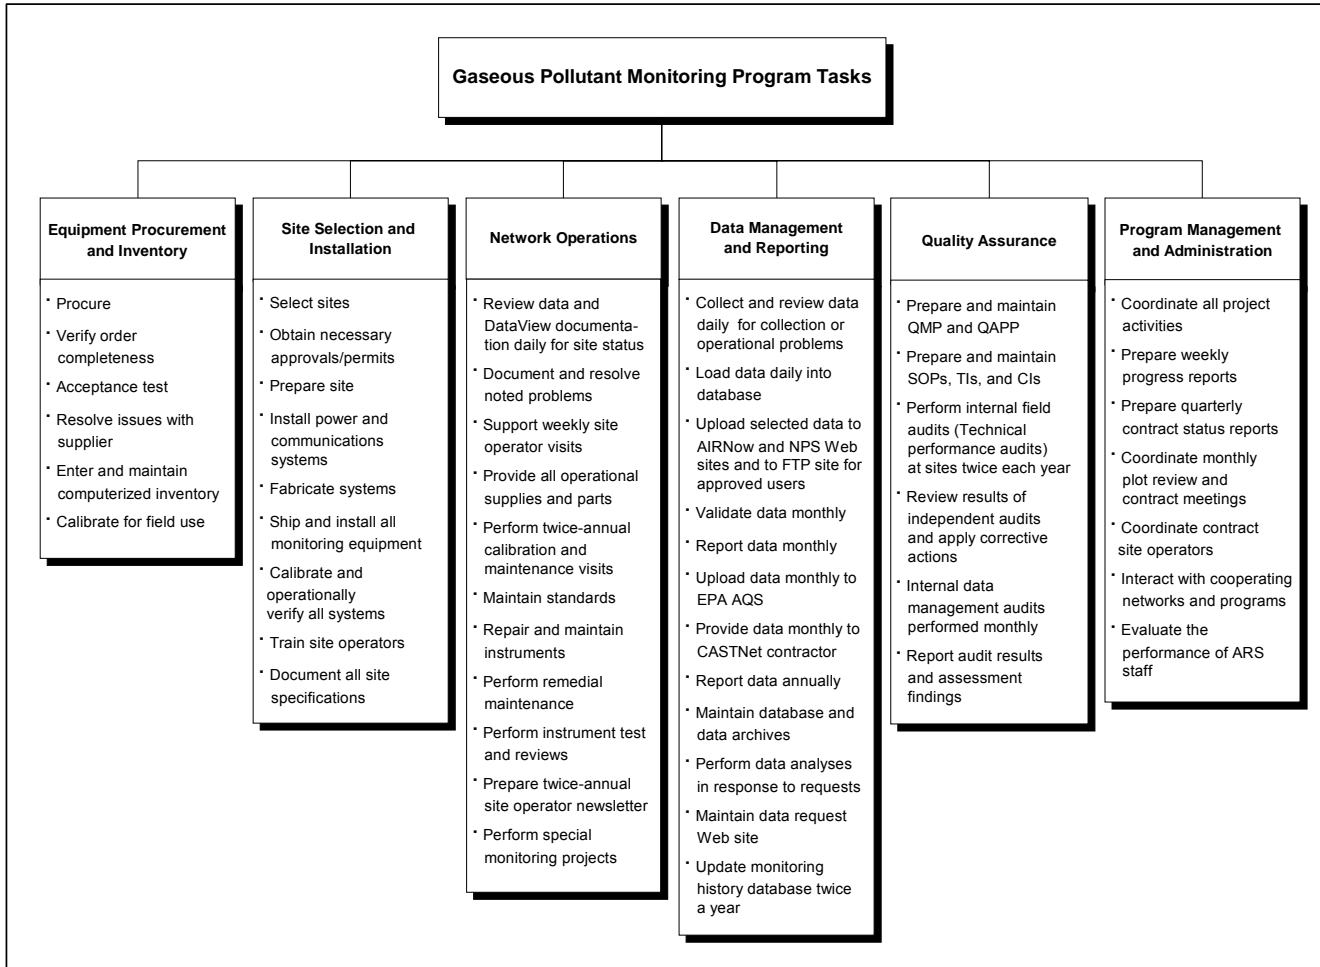 Gaseous Pollutant Monitoring Program Tasks
Equipment Procurement
and Inventory
· Procure
· Verify order
completeness
· Acceptance test
· Resolve issues with
supplier
· Enter and maintain
computerized inventory
· Calibrate for field use
Site Selection and
Installation
· Select sites
· Obtain necessary
approvals/permits
· Prepare site
· Install power and
communications
systems
· Fabricate systems
· Ship and install all
monitoring equipment
· Calibrate and
operationally
verify all systems
· Train site operators
· Document all site
specifications
Network Operations
· Review data and
DataView documenta-
tion daily for site status
· Document and resolve
noted problems
· Support weekly site
operator visits
· Provide all operational
supplies and parts
· Perform twice-annual
calibration and
maintenance visits
· Maintain standards
· Repair and maintain
instruments
· Perform remedial
maintenance
· Perform instrument test
and reviews
· Prepare twice-annual
site operator newsletter
· Perform special
monitoring projects
Data Management
and Reporting
· Collect and review data
daily for collection or
operational problems
· Load data daily into
database
· Upload selected data to
AIRNow and NPS Web
sites and to FTP site for
approved users
· Validate data monthly
· Report data monthly
· Upload data monthly to
EPA AQS
· Provide data monthly to
CASTNet contractor
· Report data annually
· Maintain database and
data archives
· Perform data analyses
in response to requests
· Maintain data request
Web site
· Update monitoring
history database twice
a year
Quality Assurance
· Prepare and maintain
QMP and QAPP
· Prepare and maintain
SOPs, TIs, and CIs
· Perform internal field
audits (Technical
performance audits)
at sites twice each year
· Review results of
independent audits
and apply corrective
actions
· Internal data
management audits
performed monthly
· Report audit results
and assessment
findings
Program Management
and Administration
· Coordinate all project
activities
· Prepare weekly
progress reports
· Prepare quarterly
contract status reports
· Coordinate monthly
plot review and
contract meetings
· Coordinate contract
site operators
· Interact with cooperating
networks and programs
· Evaluate the
performance of ARS
staff